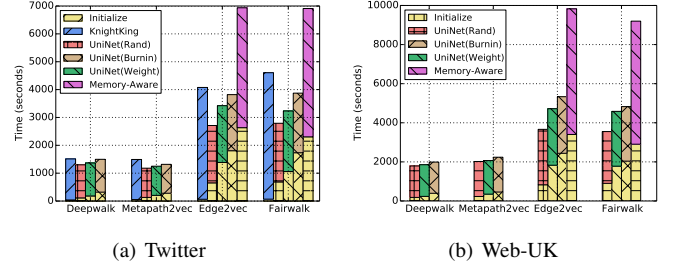 7000
6000
5000
4000
3000
2000
1000
0
Time (seconds)
Initialize
KnightKing
UniNet(Rand)
UniNet(Burnin)
UniNet(Weight)
Memory-Aware
Deepwalk Metapath2vec Edge2vec Fairwalk
(a) Twitter
10000
8000
6000
4000
2000
0
Time (seconds)
Initialize
UniNet(Rand)
UniNet(Burnin)
UniNet(Weight)
Memory-Aware
Deepwalk Metapath2vec Edge2vec Fairwalk
(b) Web-UK